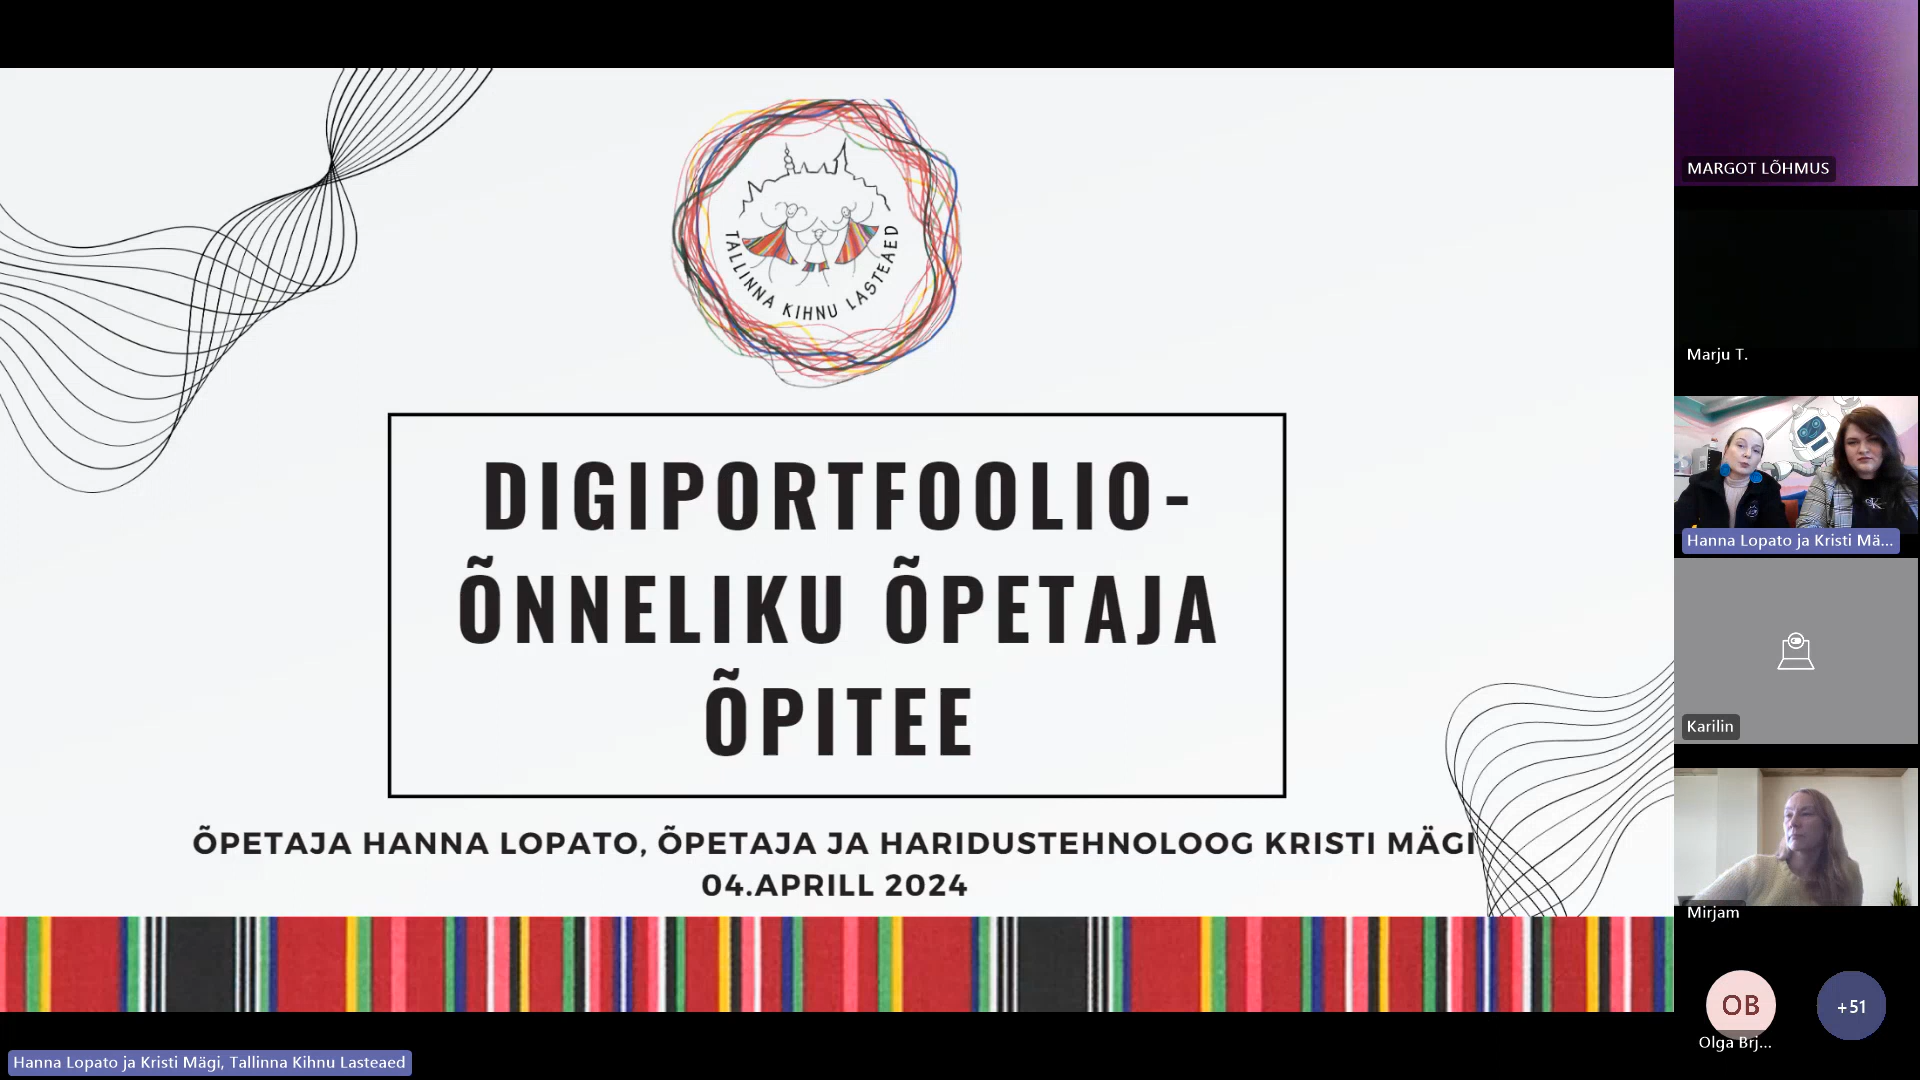 TALLINNA KIHNU LASTEAED
DIGIPORTFOOLIO-
ÕNNELIKU ÕPETAJA
ÕPITEE
ÕPETAJA HANNA LOPATO, ÕPETAJA JA HARIDUSTEHNOLOOG KRISTI MÄGI
04.APRILL 2024
Hanna Lopato ja Kristi Mägi, Tallinna Kihnu Lasteaed
MARGOT LÕHMUS
Marju T.
Hanna Lopato ja Kristi Mä...
Karilin
Mirjam
OB
+51
Olga Brj...